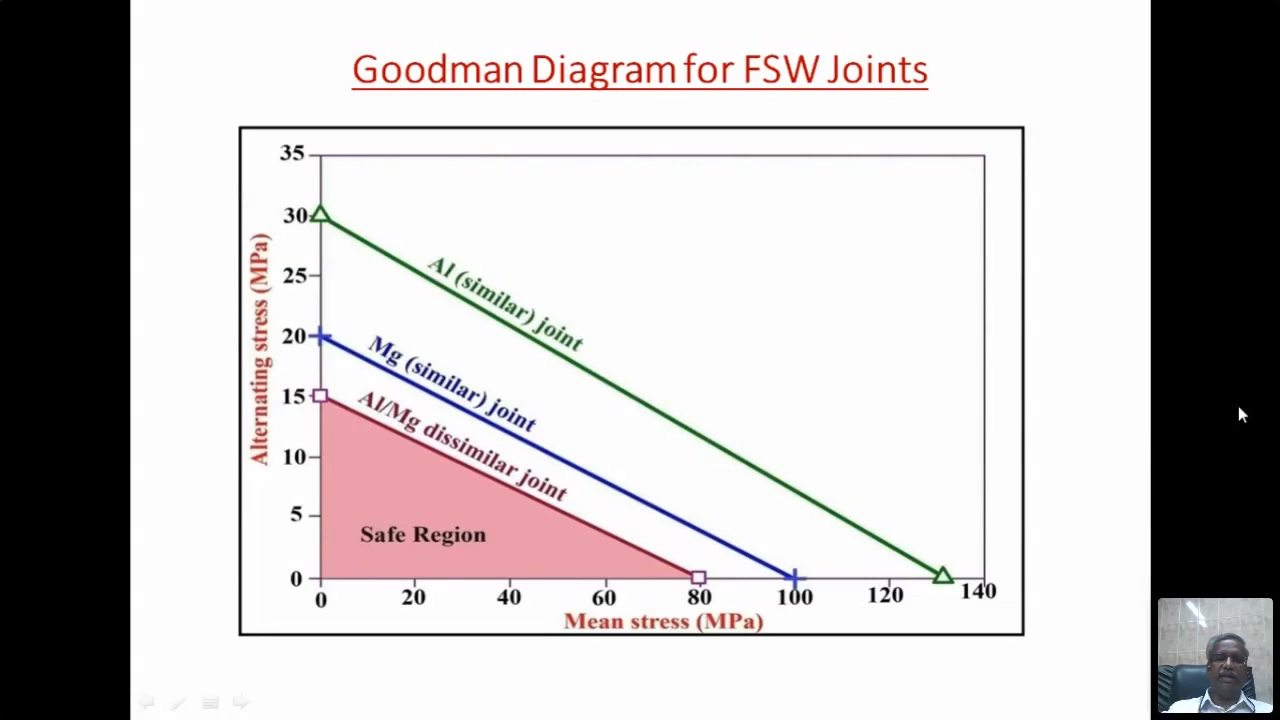 Goodman Diagram for FSW Joints
35
30
25
20
15
10
5
0
Alternating stress (MPa)
Al (similar) joint
Mg (similar) joint
Al/Mg dissimilar joint
Safe Region
0 20 40 60 80 100 120 140
Mean stress (MPa)